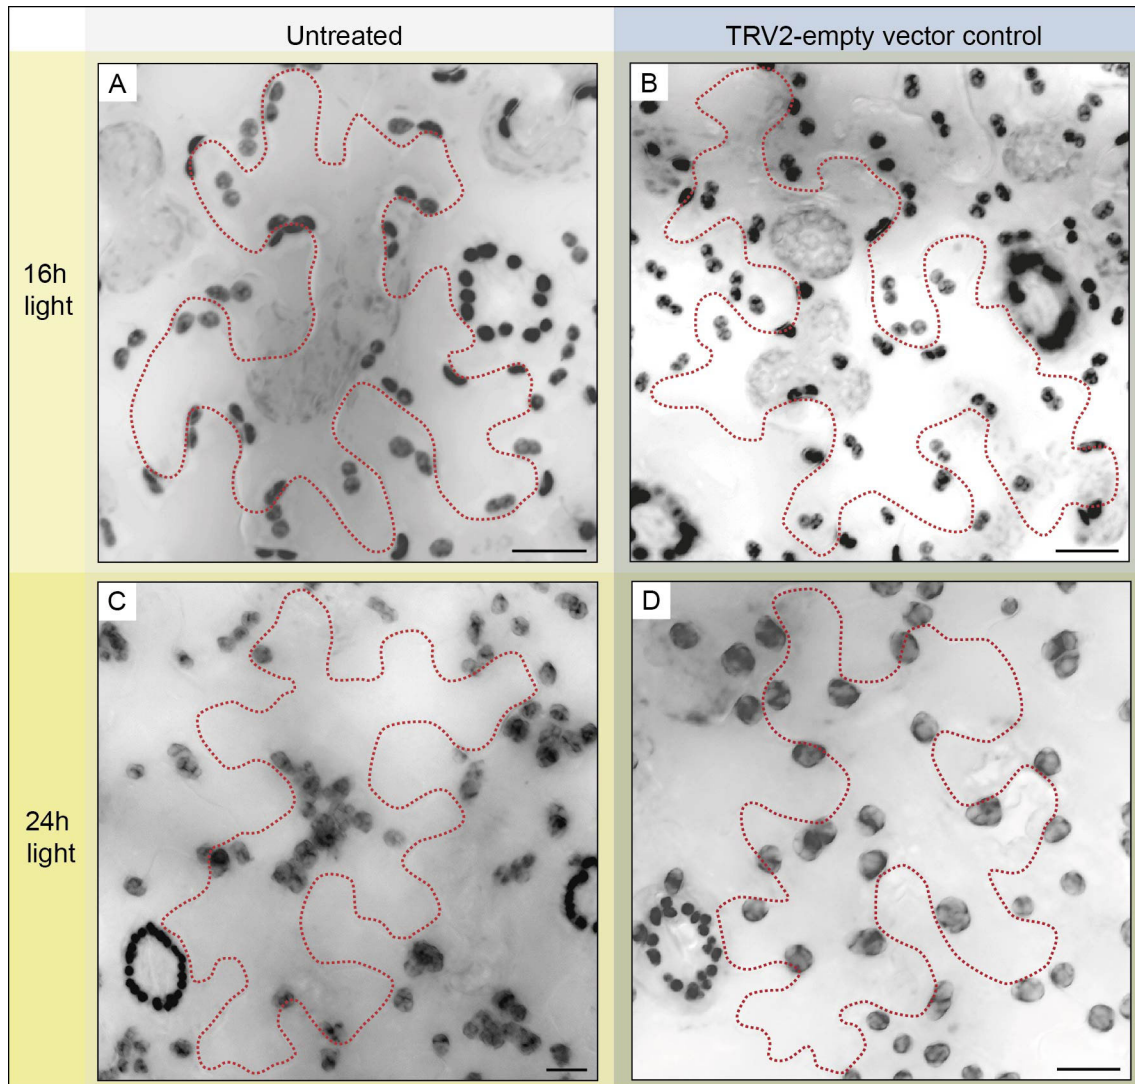 Untreated
TRV2-empty vector control
A
B
16h
light
C
D
24h
light